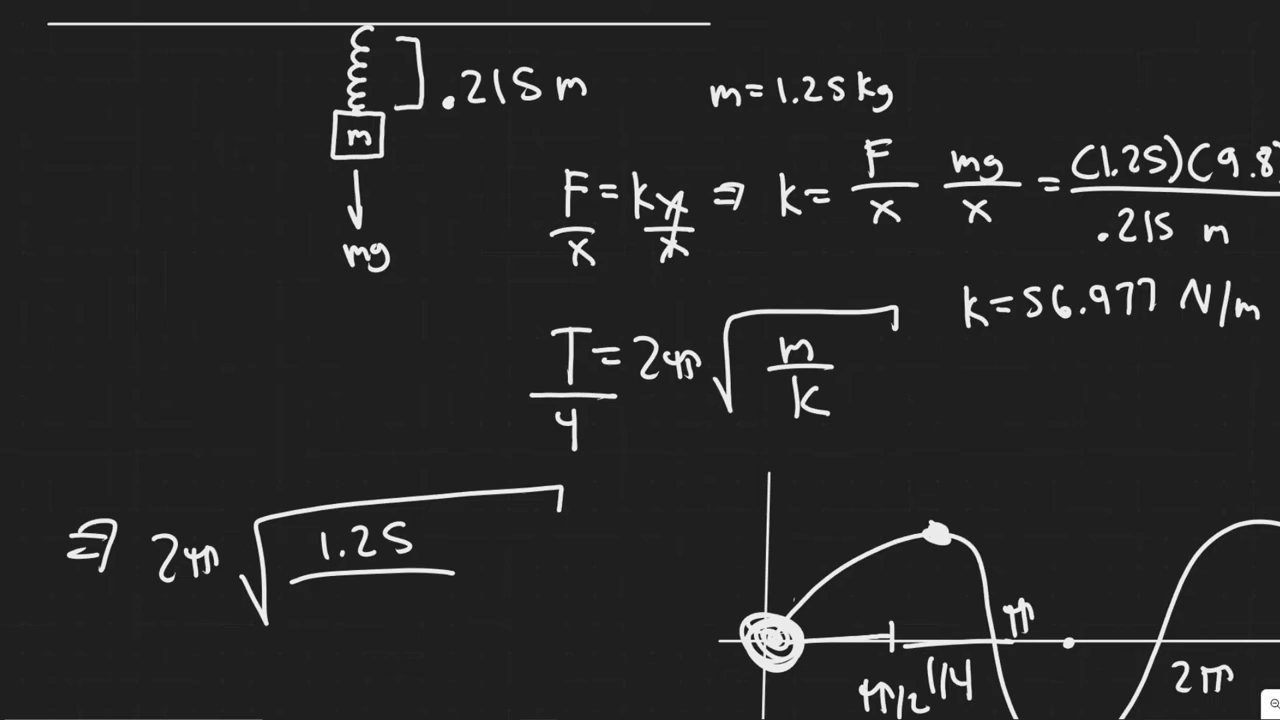 .215 m
m = 1.25 kg
m
mg
F = kx ⇒ k = F/x mg/x = (1.25)(9.8
x x
.215 m
k = 56.977 N/m
T = 2π √ m/k
4
⇒ 2π √ 1.25
π
π/2 1/4
2π